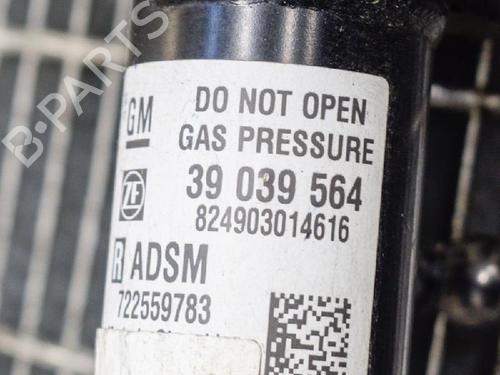 B-PARTS
GM
DO NOT OPEN
GAS PRESSURE
ZF
39 039 564
824903014616
R ADSM
722559783